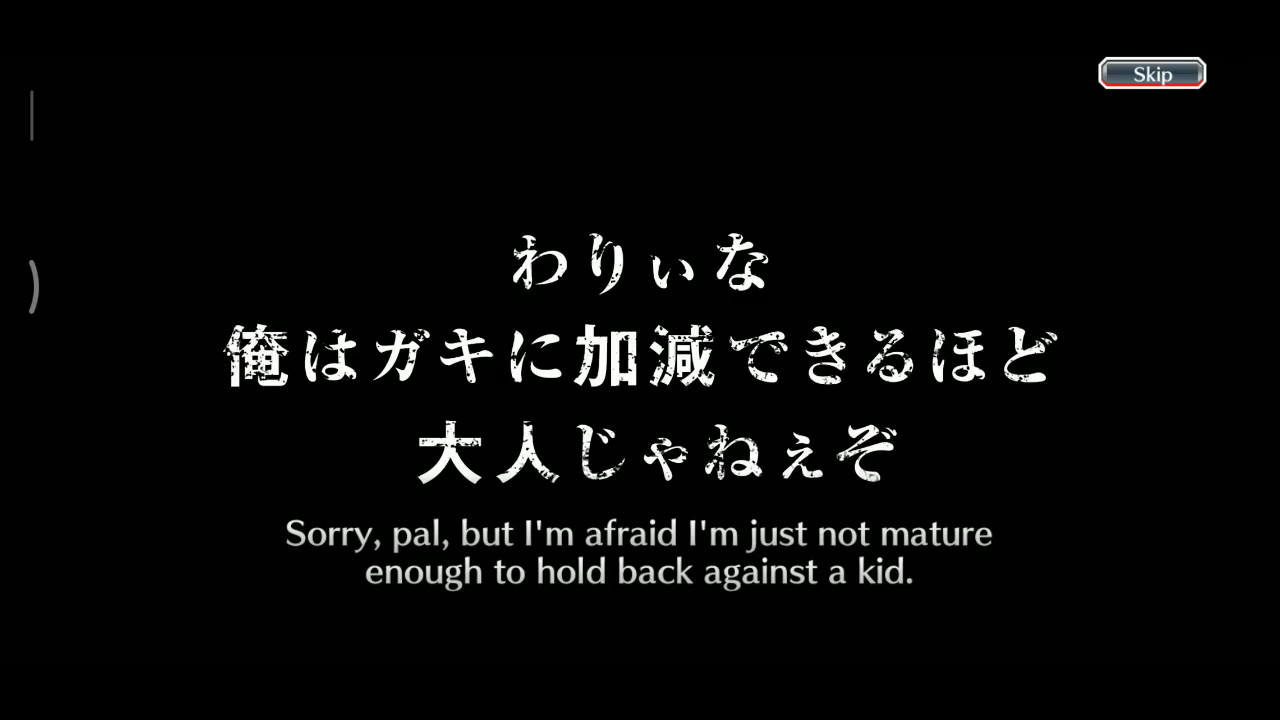 Skip
わりぃな
俺はガキに加減できるほど
大人じゃねぇぞ
Sorry, pal, but I'm afraid I'm just not mature
enough to hold back against a kid.